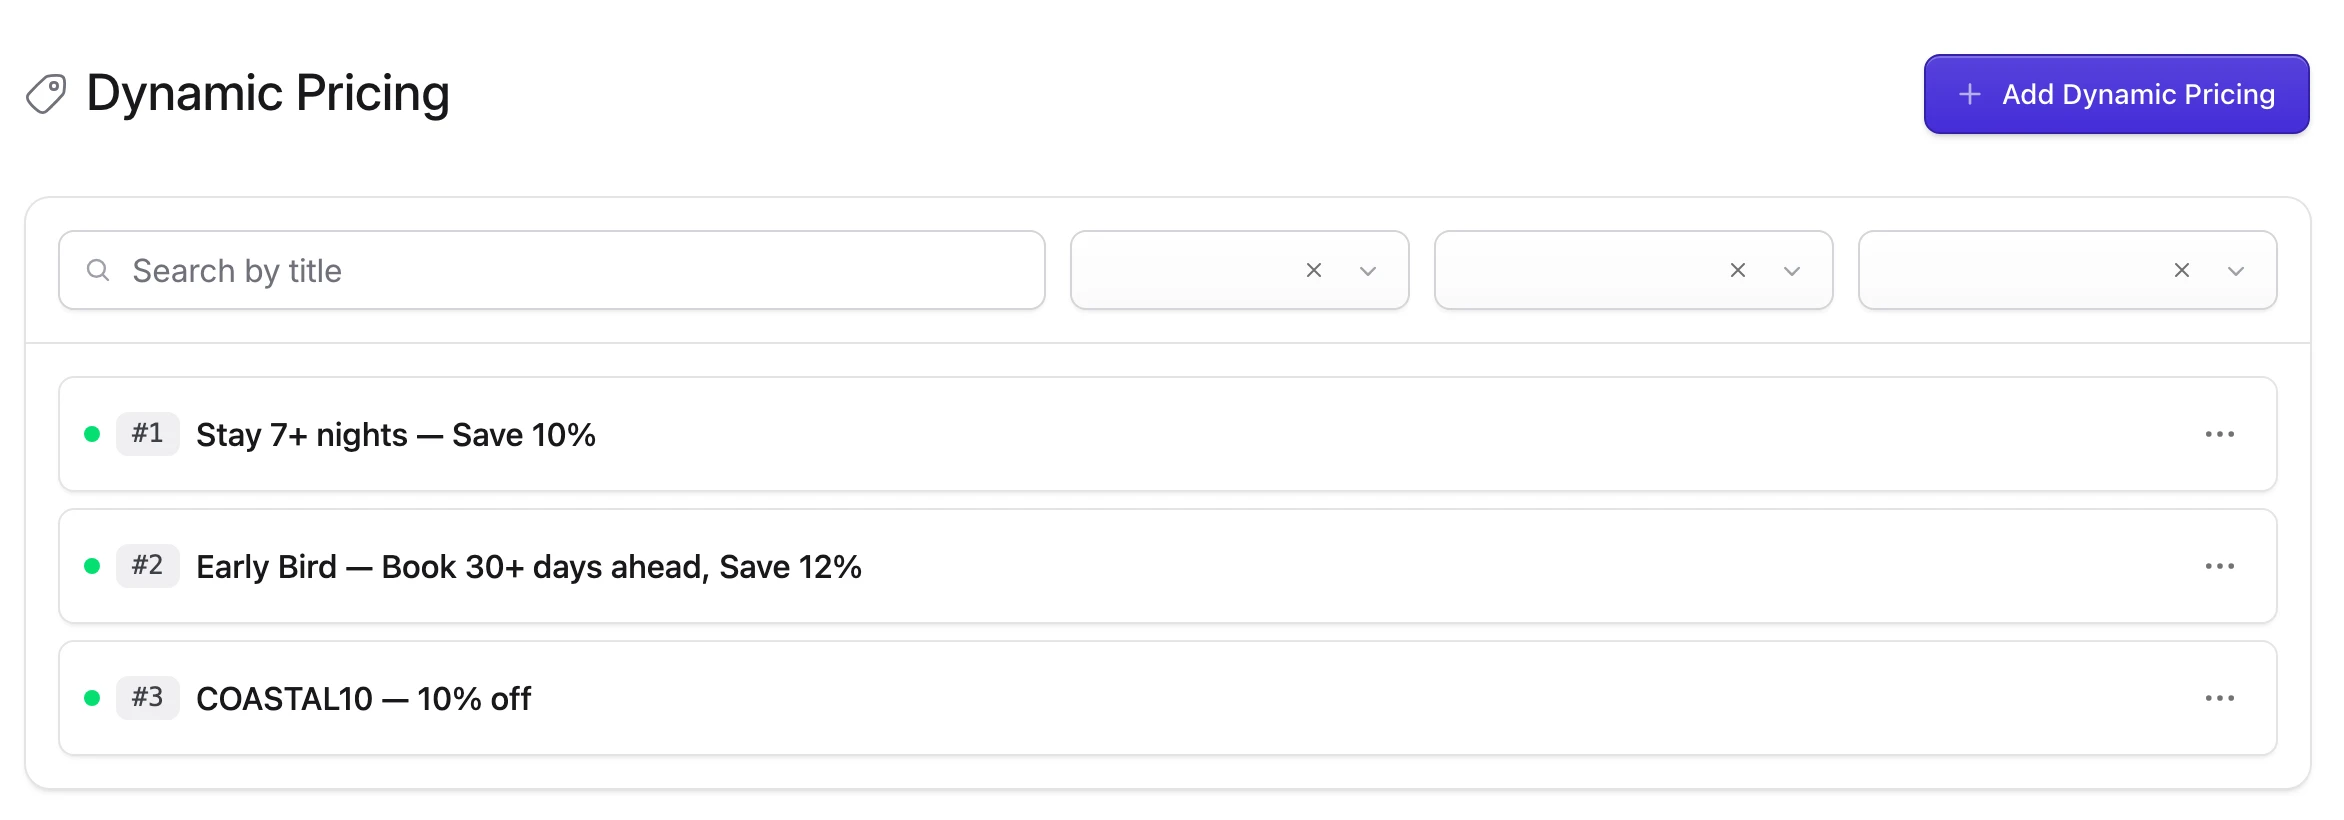 Dynamic Pricing
Add Dynamic Pricing
Search by title
#1 Stay 7+ nights — Save 10%
#2 Early Bird — Book 30+ days ahead, Save 12%
#3 COASTAL10 — 10% off